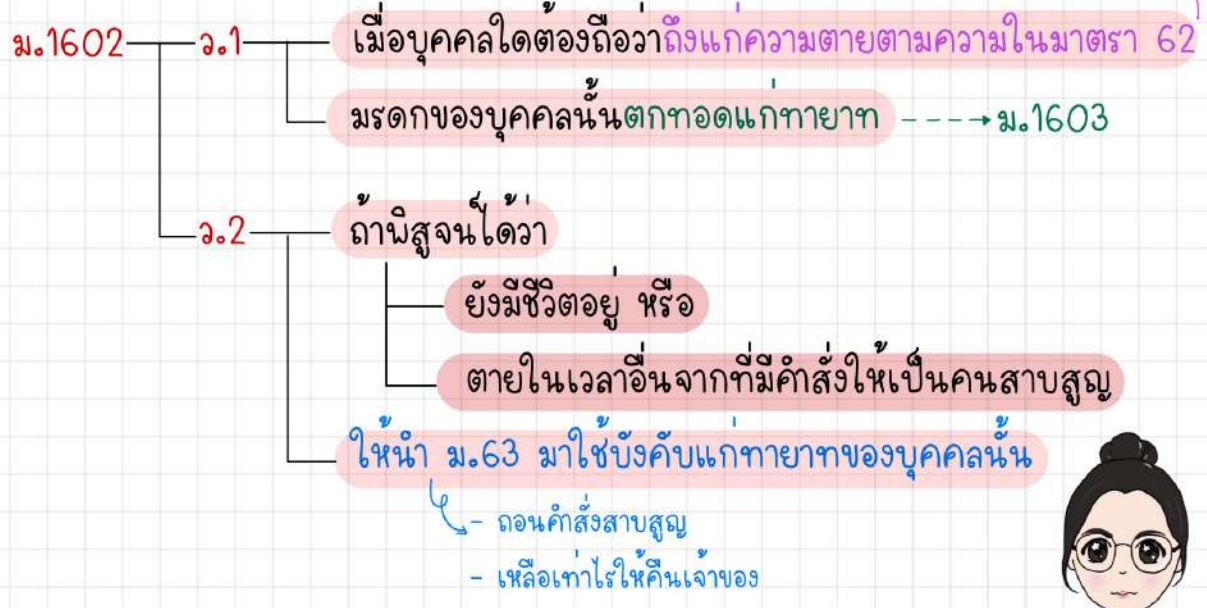 ม.1602 ว.1 เมื่อบุคคลใดต้องถือว่าถึงแก่ความตายตามความในมาตรา 62
มรดกของบุคคลนั้นตกทอดแก่ทายาท ม.1603
ว.2 ถ้าพิสูจน์ได้ว่า
ยังมีชีวิตอยู่ หรือ
ตายในเวลาอื่นจากที่มีคำสั่งให้เป็นคนสาบสูญ
ให้นำ ม.63 มาใช้บังคับแก่ทายาทของบุคคลนั้น
- ถอนคำสั่งสาบสูญ
- เหลือเท่าไรให้คืนเจ้าของ